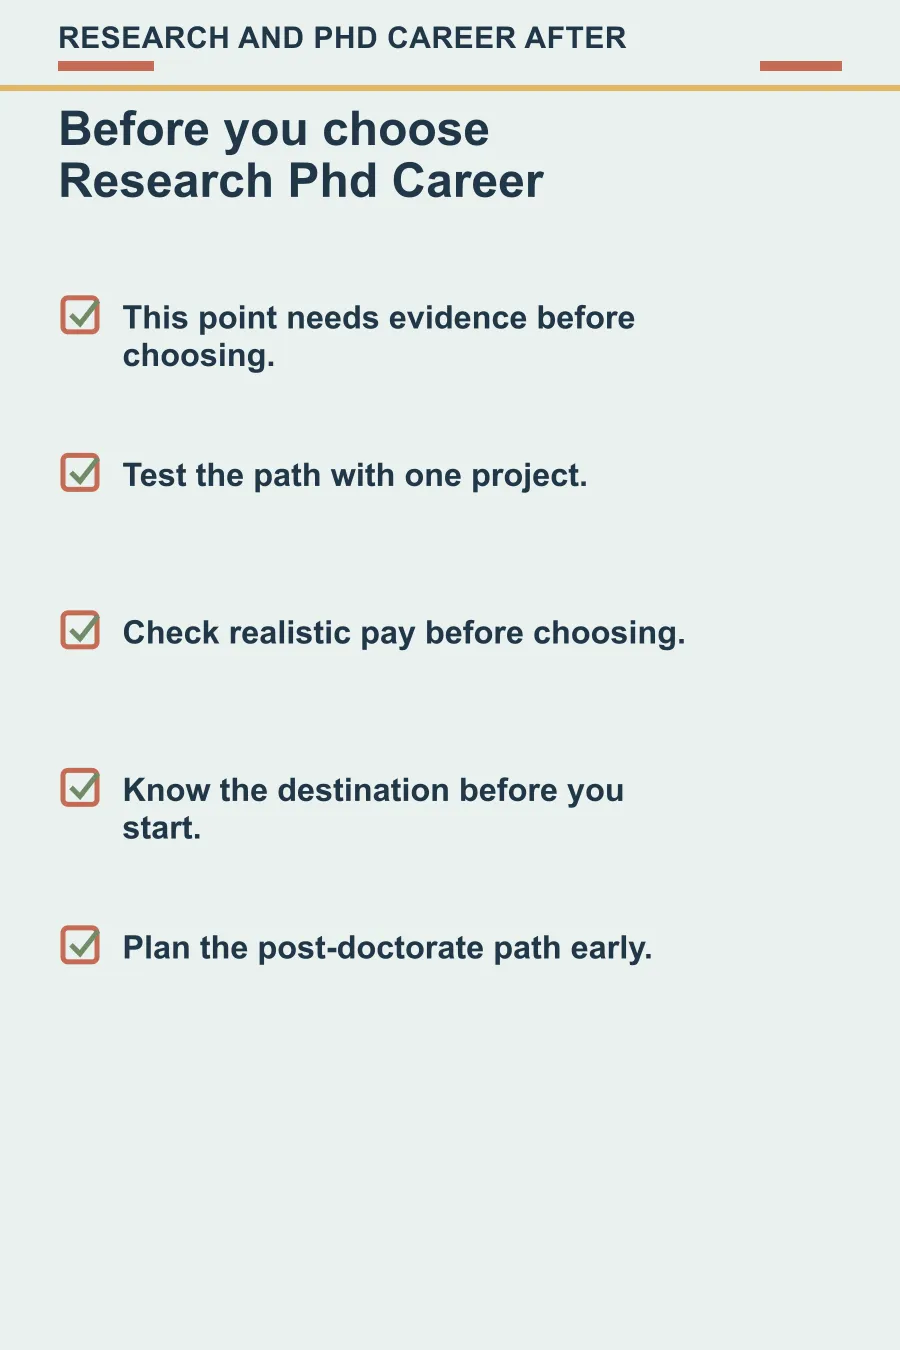 RESEARCH AND PHD CAREER AFTER
Before you choose
Research Phd Career
This point needs evidence before
choosing.
Test the path with one project.
Check realistic pay before choosing.
Know the destination before you
start.
Plan the post-doctorate path early.